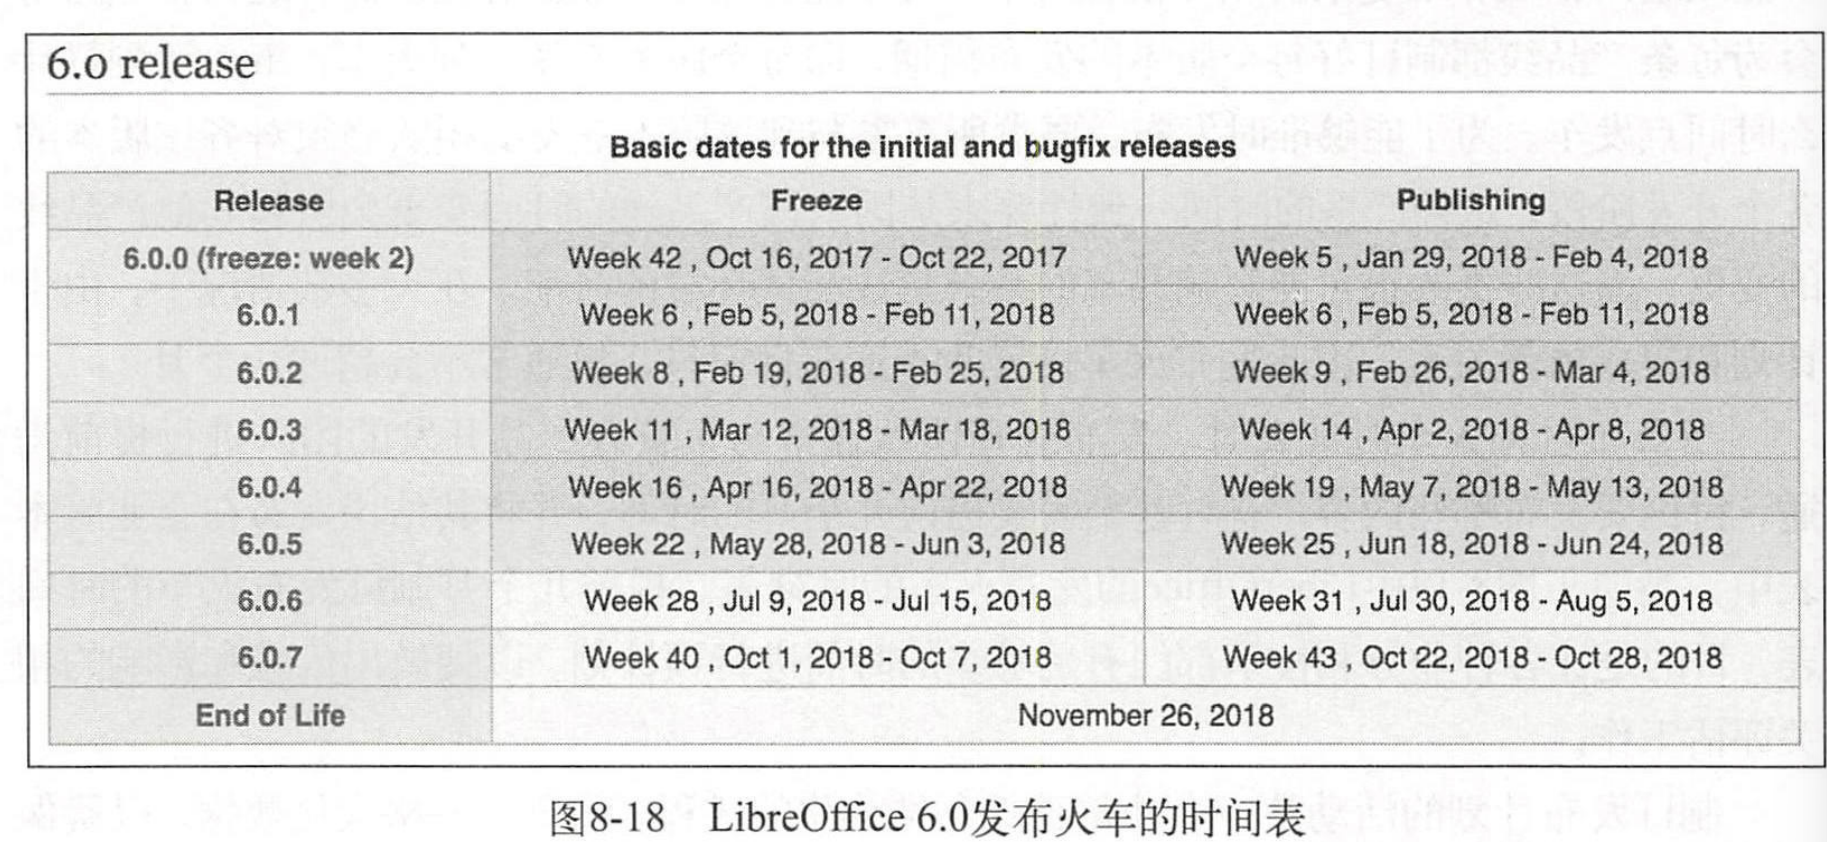 6.0 release
Basic dates for the initial and bugfix releases
Release Freeze Publishing
6.0.0 (freeze: week 2) Week 42 , Oct 16, 2017 - Oct 22, 2017 Week 5 , Jan 29, 2018 - Feb 4, 2018
6.0.1 Week 6 , Feb 5, 2018 - Feb 11, 2018 Week 6 , Feb 5, 2018 - Feb 11, 2018
6.0.2 Week 8 , Feb 19, 2018 - Feb 25, 2018 Week 9 , Feb 26, 2018 - Mar 4, 2018
6.0.3 Week 11 , Mar 12, 2018 - Mar 18, 2018 Week 14 , Apr 2, 2018 - Apr 8, 2018
6.0.4 Week 16 , Apr 16, 2018 - Apr 22, 2018 Week 19 , May 7, 2018 - May 13, 2018
6.0.5 Week 22 , May 28, 2018 - Jun 3, 2018 Week 25 , Jun 18, 2018 - Jun 24, 2018
6.0.6 Week 28 , Jul 9, 2018 - Jul 15, 2018 Week 31 , Jul 30, 2018 - Aug 5, 2018
6.0.7 Week 40 , Oct 1, 2018 - Oct 7, 2018 Week 43 , Oct 22, 2018 - Oct 28, 2018
End of Life November 26, 2018
图8-18 LibreOffice 6.0发布火车的时间表